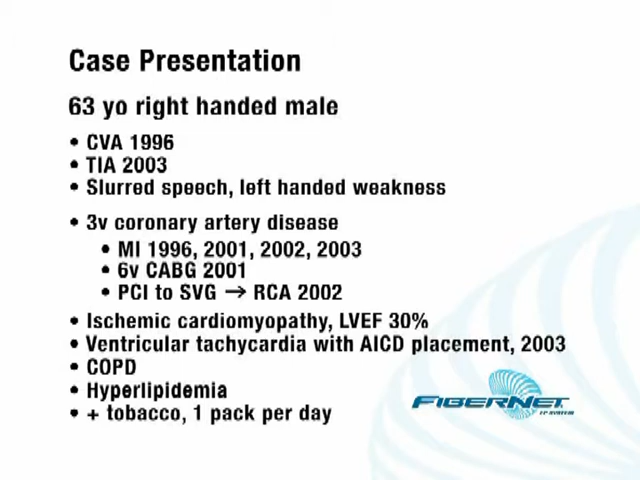 Case Presentation
63 yo right handed male
• CVA 1996
• TIA 2003
• Slurred speech, left handed weakness
• 3v coronary artery disease
• MI 1996, 2001, 2002, 2003
• 6v CABG 2001
• PCI to SVG → RCA 2002
• Ischemic cardiomyopathy, LVEF 30%
• Ventricular tachycardia with AICD placement, 2003
• COPD
• Hyperlipidemia
• + tobacco, 1 pack per day
FIBERNET
EP SYSTEM